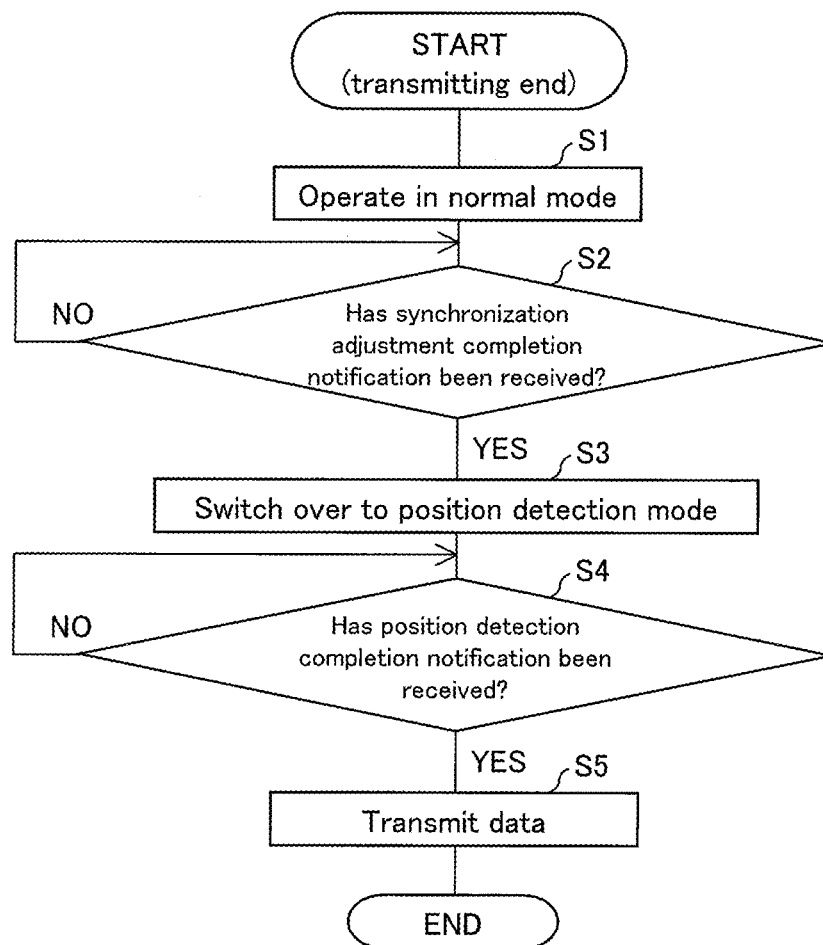 START
(transmitting end)
S1
Operate in normal mode
S2
NO
Has synchronization
adjustment completion
notification been received?
YES
S3
Switch over to position detection mode
S4
NO
Has position detection
completion notification been
received?
YES
S5
Transmit data
END